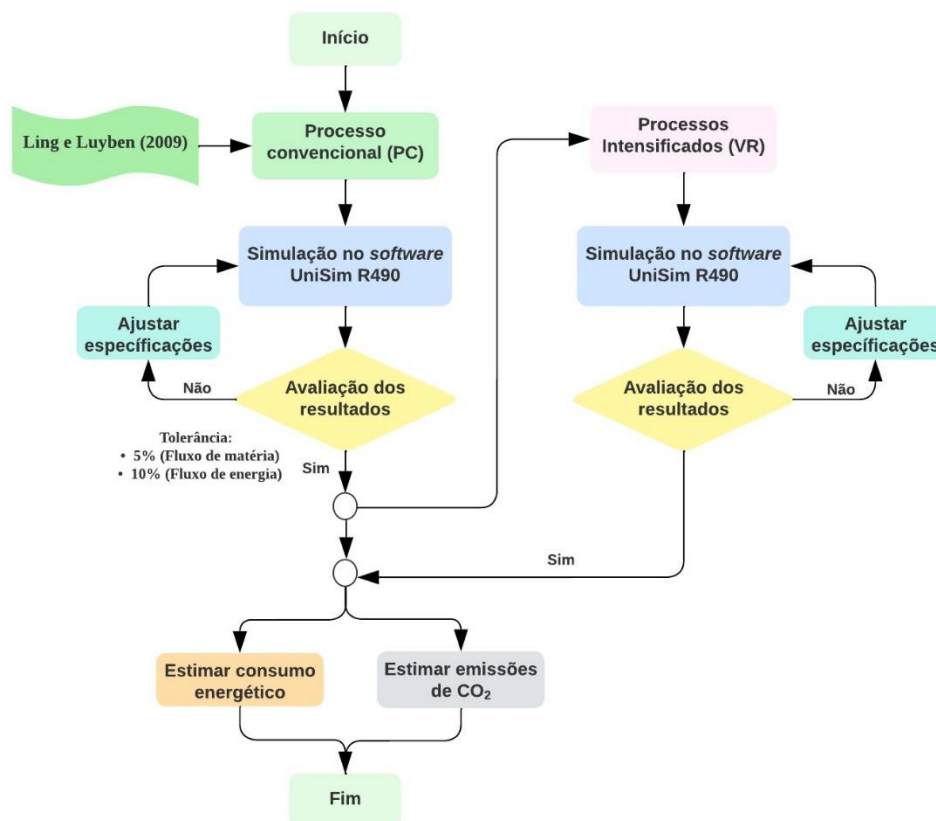 Início
Ling e Luyben (2009)
Processo
convencional (PC)
Processos
Intensificados (VR)
Simulação no software
UniSim R490
Simulação no software
UniSim R490
Ajustar
específicações
Ajustar
específicações
Não
Avaliação dos
resultados
Avaliação dos
resultados
Não
Tolerância:
• 5% (Fluxo de matéria)
• 10% (Fluxo de energia)
Sim
Sim
Estimar consumo
energético
Estimar emissões
de CO₂
Fim